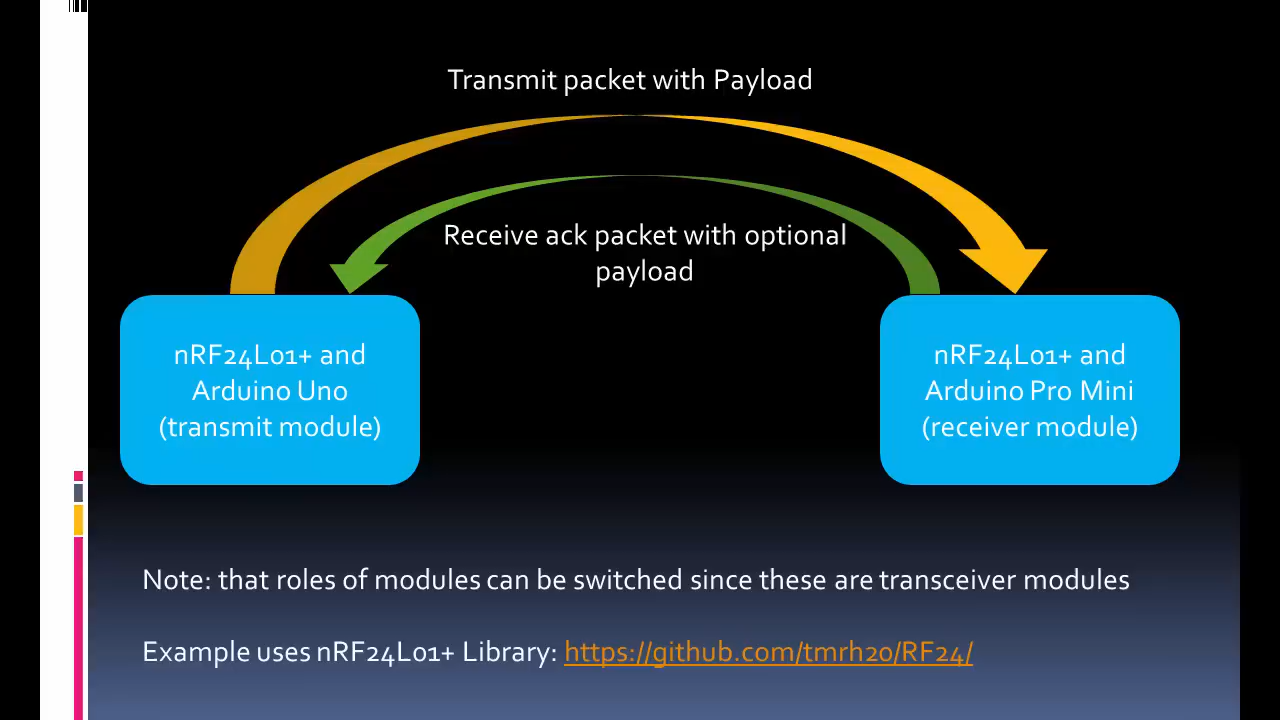 Transmit packet with Payload
Receive ack packet with optional
payload
nRF24L01+ and
Arduino Uno
(transmit module)
nRF24L01+ and
Arduino Pro Mini
(receiver module)
Note: that roles of modules can be switched since these are transceiver modules
Example uses nRF24L01+ Library: https://github.com/tmrh20/RF24/